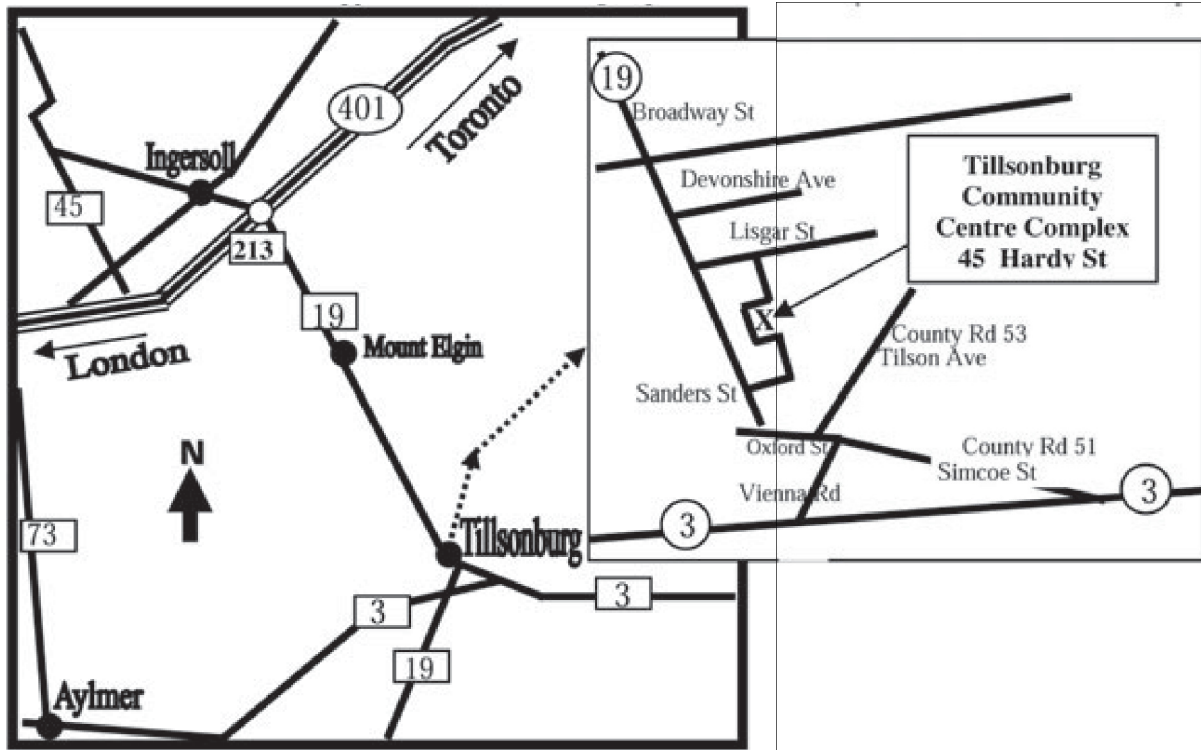 401
Toronto
Ingersoll
45
213
19
London
Mount Elgin
N
73
Tillsonburg
3
3
19
Aylmer
19
Broadway St
Devonshire Ave
Lisgar St
Tillsonburg
Community
Centre Complex
45 Hardy St
X
County Rd 53
Tilson Ave
Sanders St
Oxford St
County Rd 51
Simcoe St
Vienna Rd
3
3